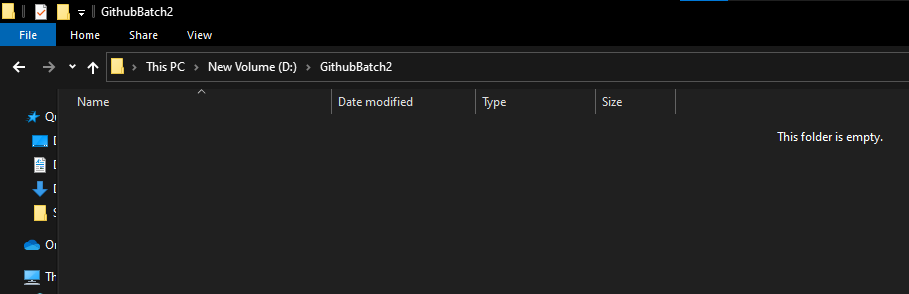 GithubBatch2
File Home Share View
This PC New Volume (D:) GithubBatch2
Name Date modified Type Size
This folder is empty.